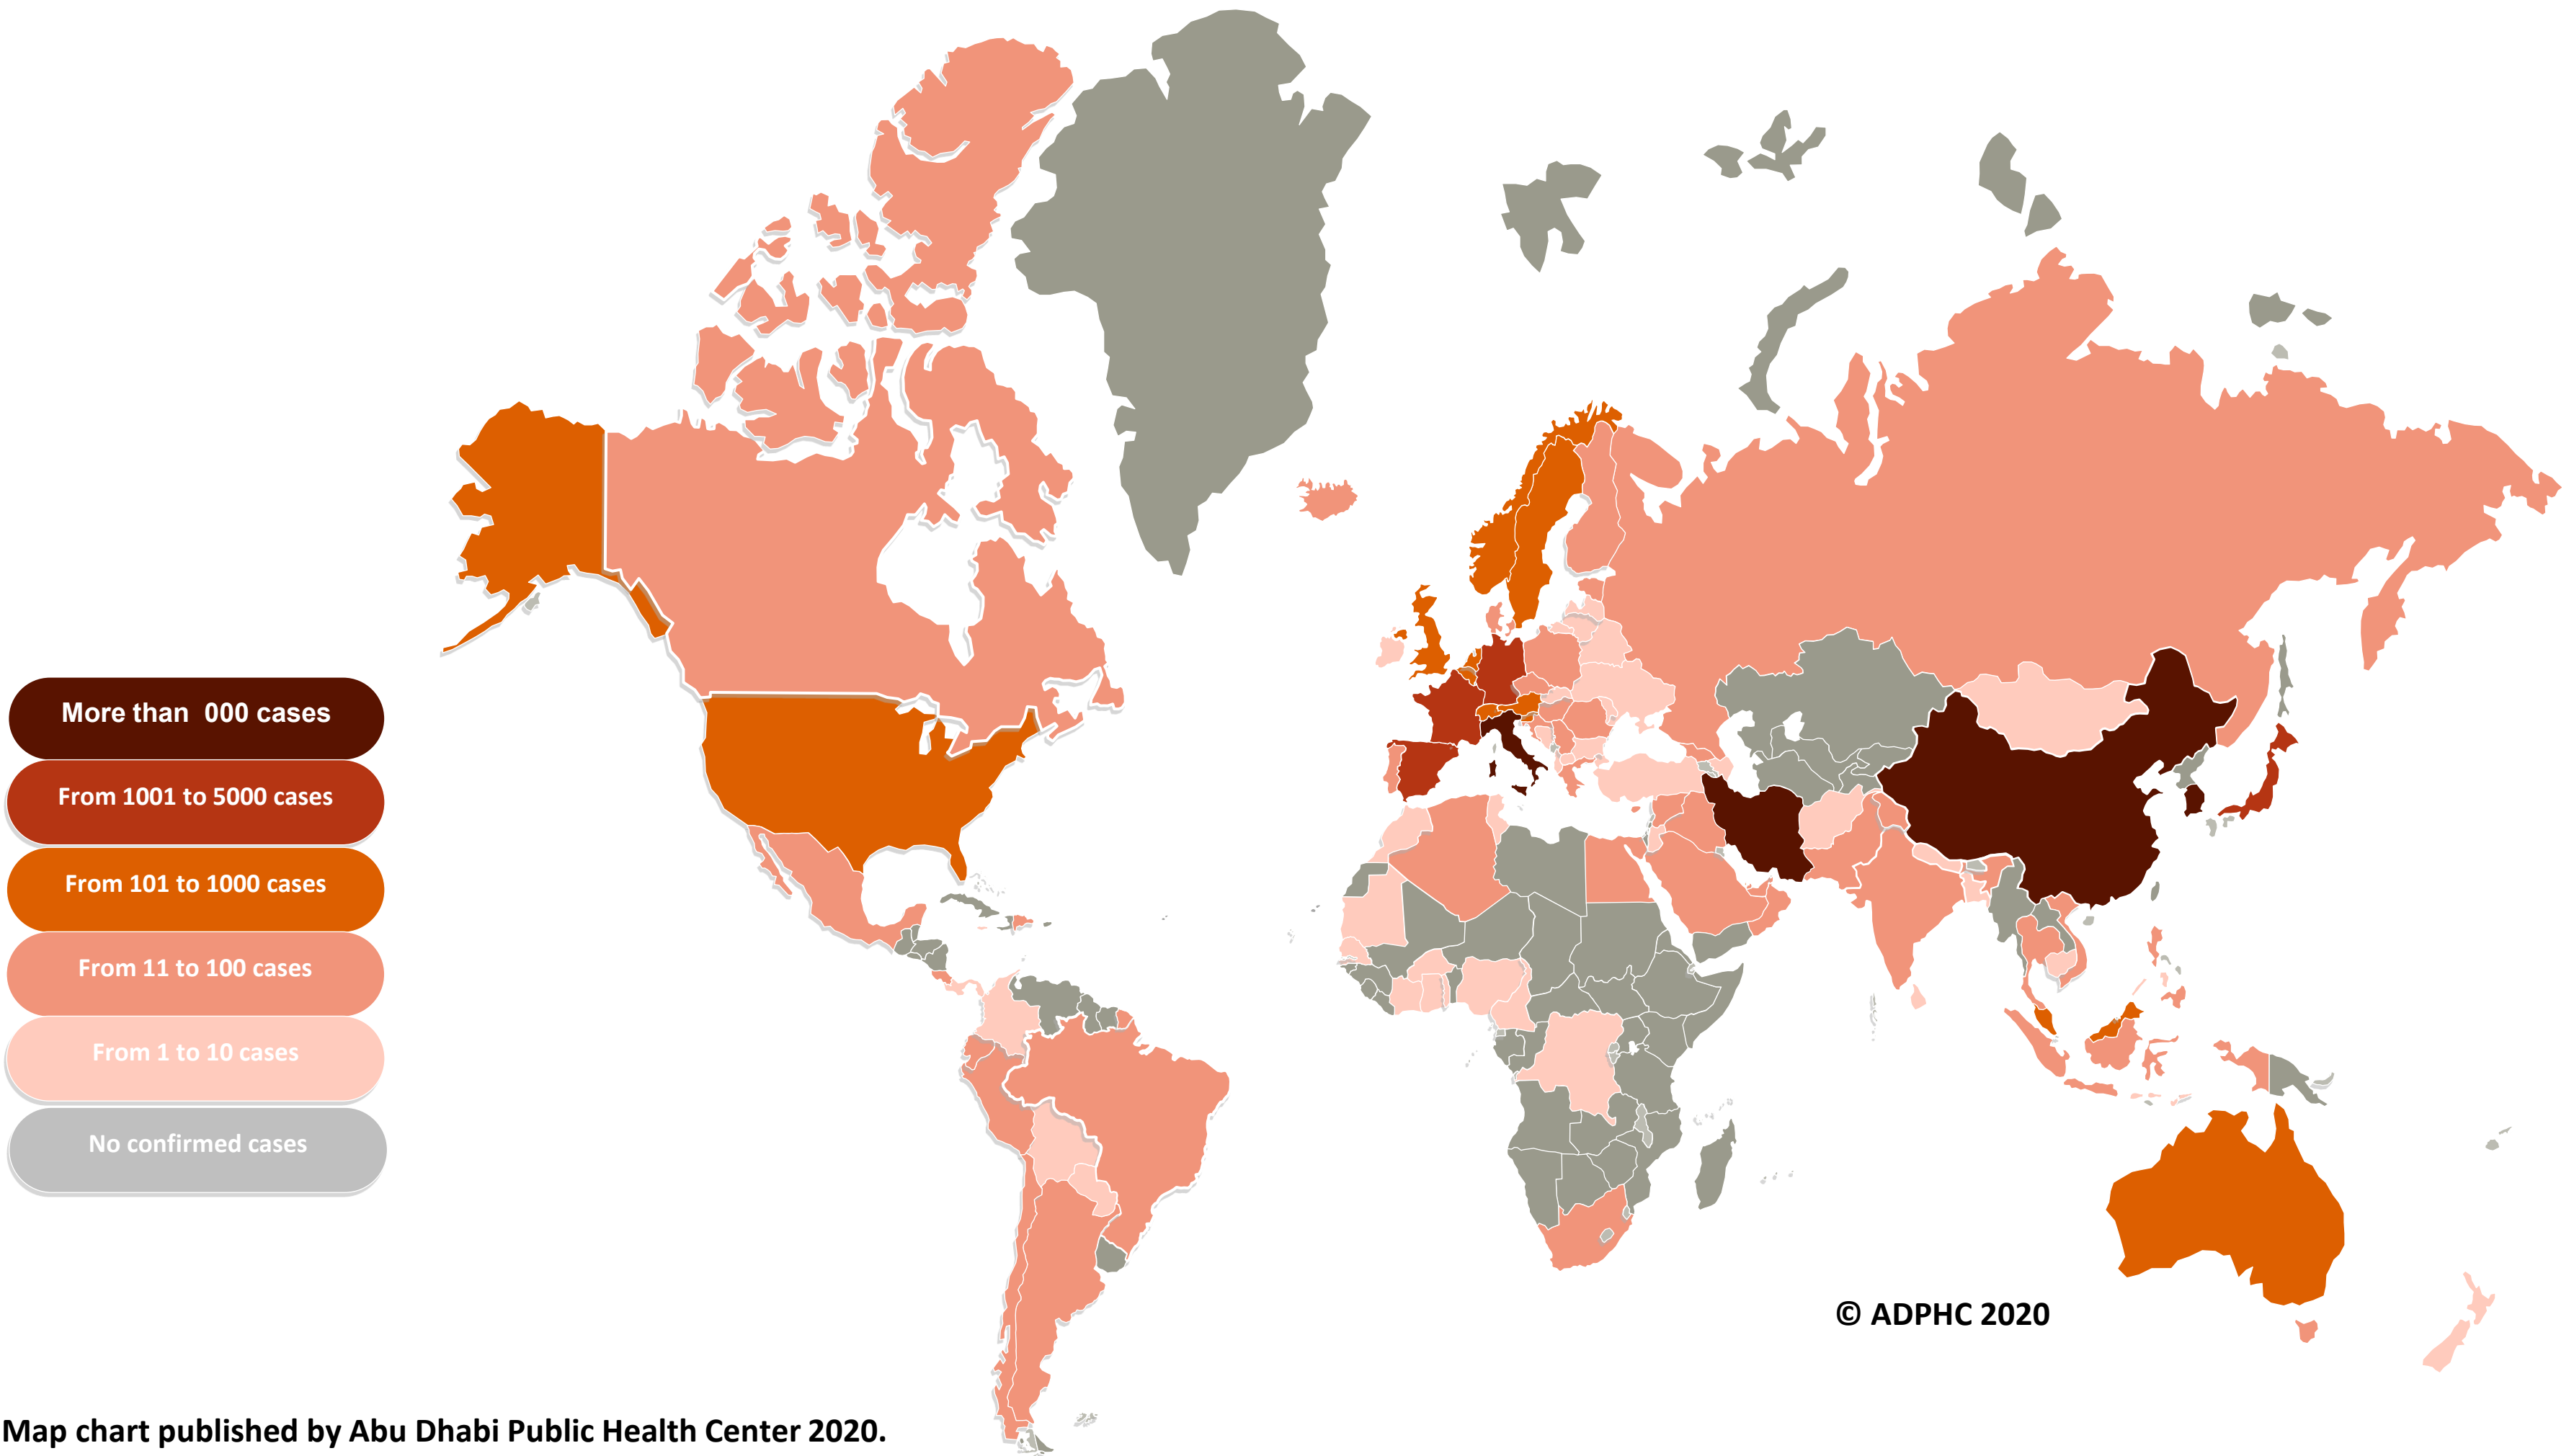 More than  000 cases
From 1001 to 5000 cases
From 101 to 1000 cases
From 11 to 100 cases
From 1 to 10 cases
No confirmed cases
© ADPHC 2020
Map chart published by Abu Dhabi Public Health Center 2020.